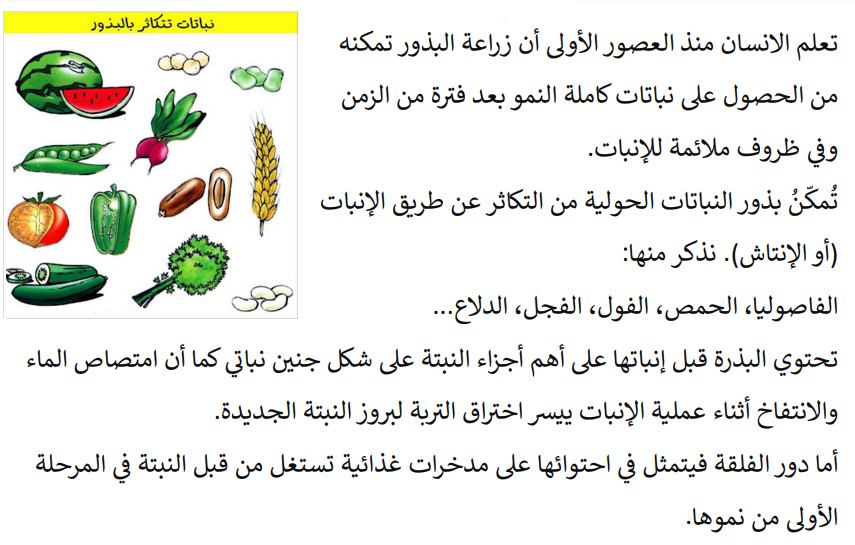 نباتات تتكاثر بالبذور
تعلم الانسان منذ العصور الأولى أن زراعة البذور تمكنه
من الحصول على نباتات كاملة النمو بعد فترة من الزمن
وفي ظروف ملائمة للإنبات.
تُمكّنُ بذور النباتات الحولية من التكاثر عن طريق الإنبات
(أو الإنتاش). نذكر منها:
الفاصوليا، الحمص، الفول، الفجل، الدلاع...
تحتوي البذرة قبل إنباتها على أهم أجزاء النبتة على شكل جنين نباتي كما أن امتصاص الماء
والانتفاخ أثناء عملية الإنبات ييسر اختراق التربة لبروز النبتة الجديدة.
أما دور الفلقة فيتمثل في احتوائها على مدخرات غذائية تستغل من قبل النبتة في المرحلة
الأولى من نموها.